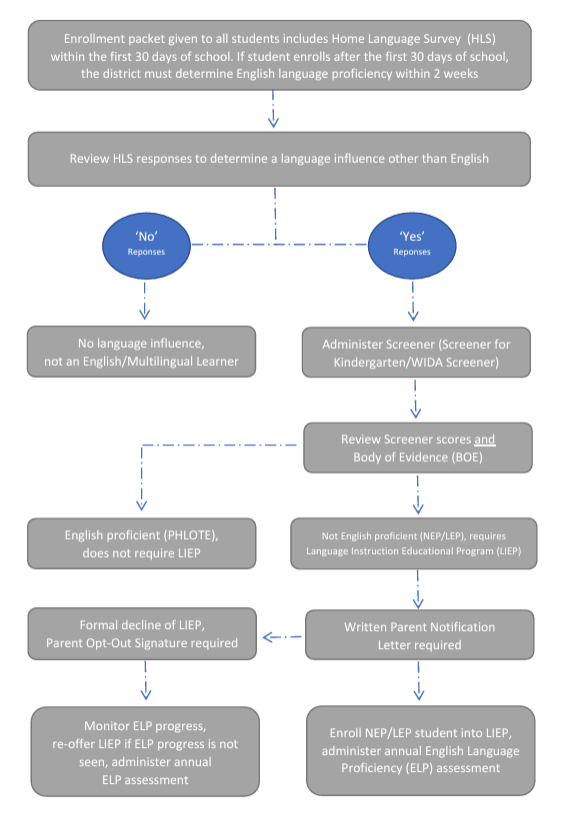 Enrollment packet given to all students includes Home Language Survey  (HLS)
within the first 30 days of school. If student enrolls after the first 30 days of school,
the district must determine English language proficiency within 2 weeks
Review HLS responses to determine a language influence other than English
‘No’
Reponses
‘Yes’
Reponses
No language influence,
not an English/Multilingual Learner
Administer Screener (Screener for
Kindergarten/WIDA Screener)
Review Screener scores and
Body of Evidence (BOE)
English proficient (PHLOTE),
does not require LIEP
Not English proficient (NEP/LEP), requires
Language Instruction Educational Program (LIEP)
Formal decline of LIEP,
Parent Opt-Out Signature required
Written Parent Notification
Letter required
Monitor ELP progress,
re-offer LIEP if ELP progress is not
seen, administer annual
ELP assessment
Enroll NEP/LEP student into LIEP,
administer annual English Language
Proficiency (ELP) assessment